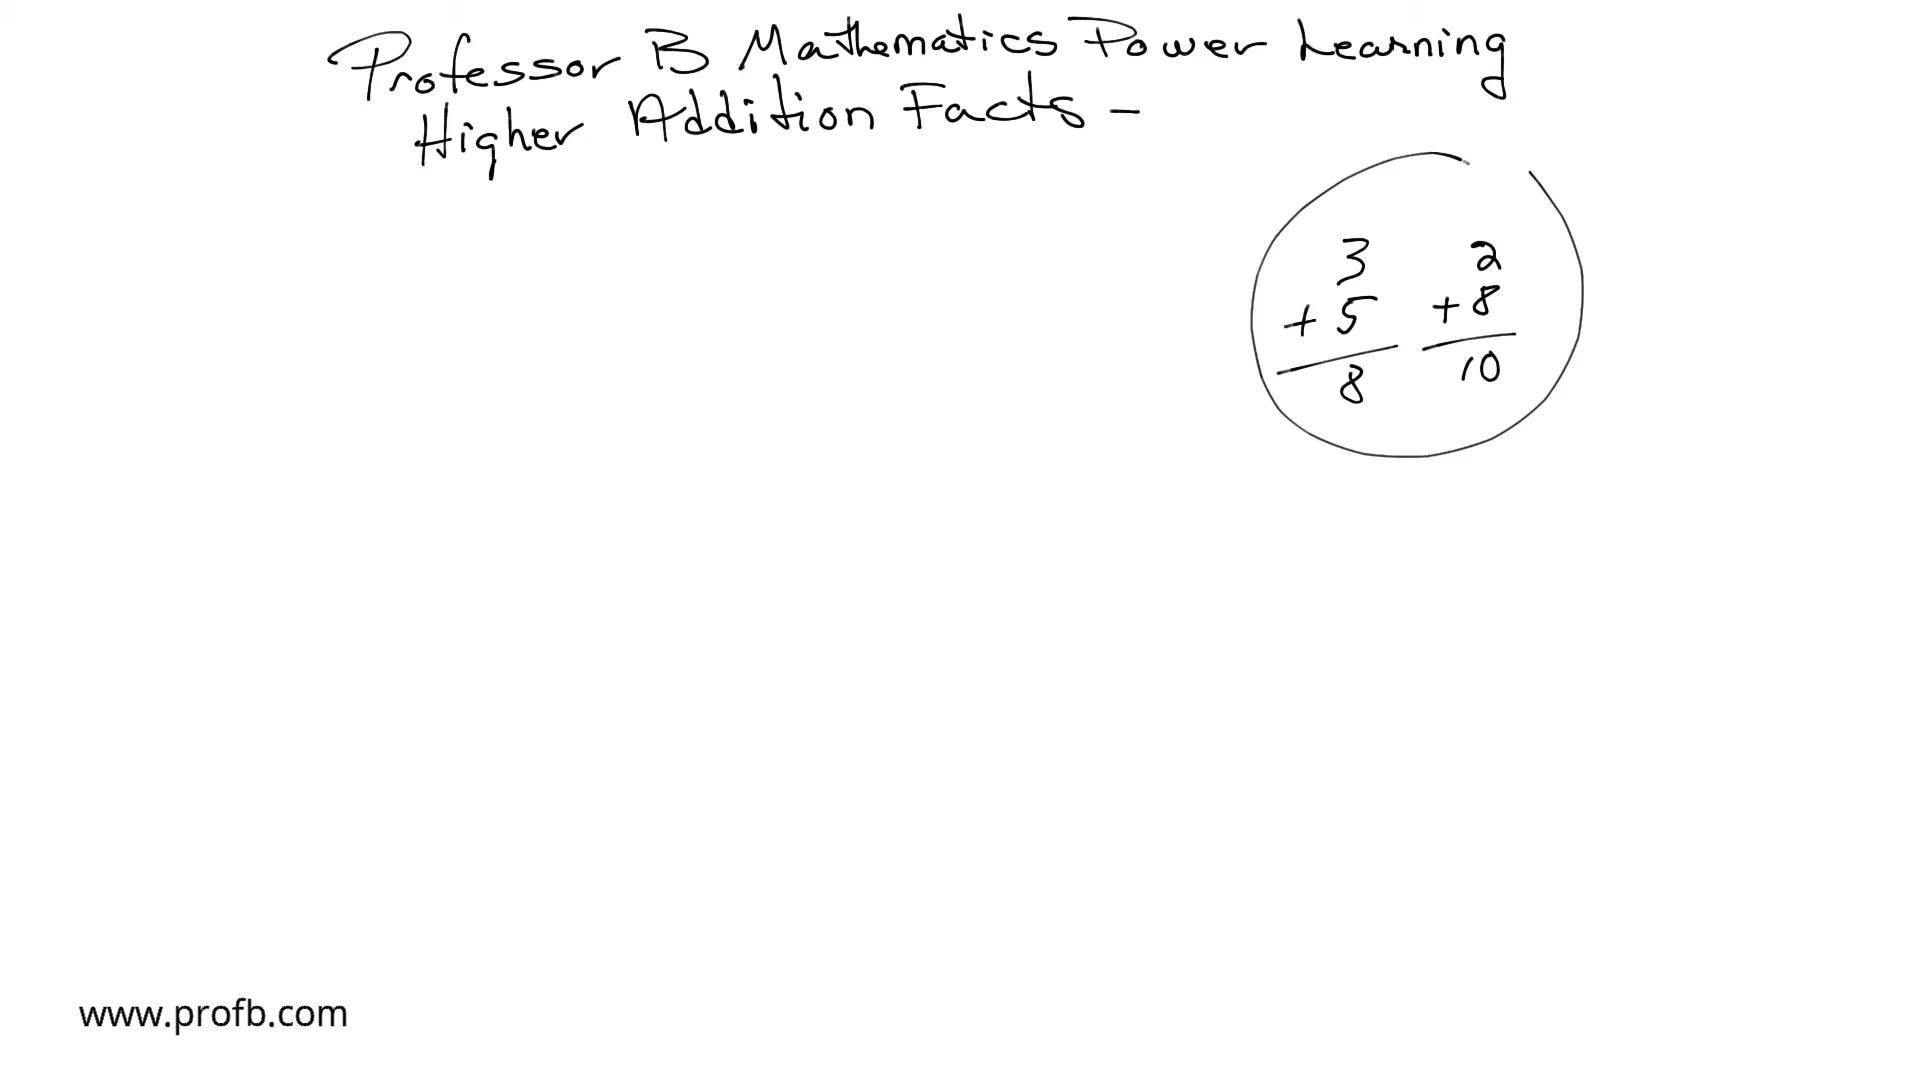 Professor B Mathematics Power Learning
Higher Addition Facts -
3 2
+ 5 + 8
8 10
www.profb.com